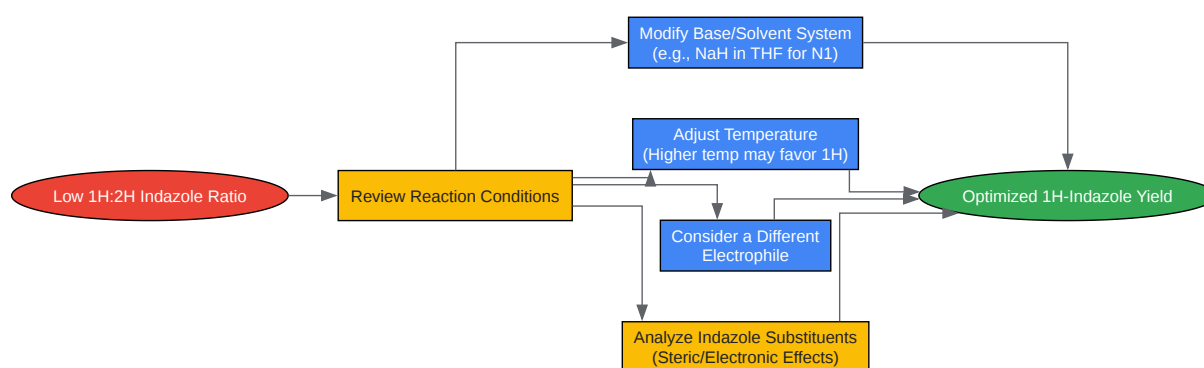 Modify Base/Solvent System
(e.g., NaH in THF for N1)
Adjust Temperature
(Higher temp may favor 1H)
Low 1H:2H Indazole Ratio
Review Reaction Conditions
Optimized 1H-Indazole Yield
Consider a Different
Electrophile
Analyze Indazole Substituents
(Steric/Electronic Effects)